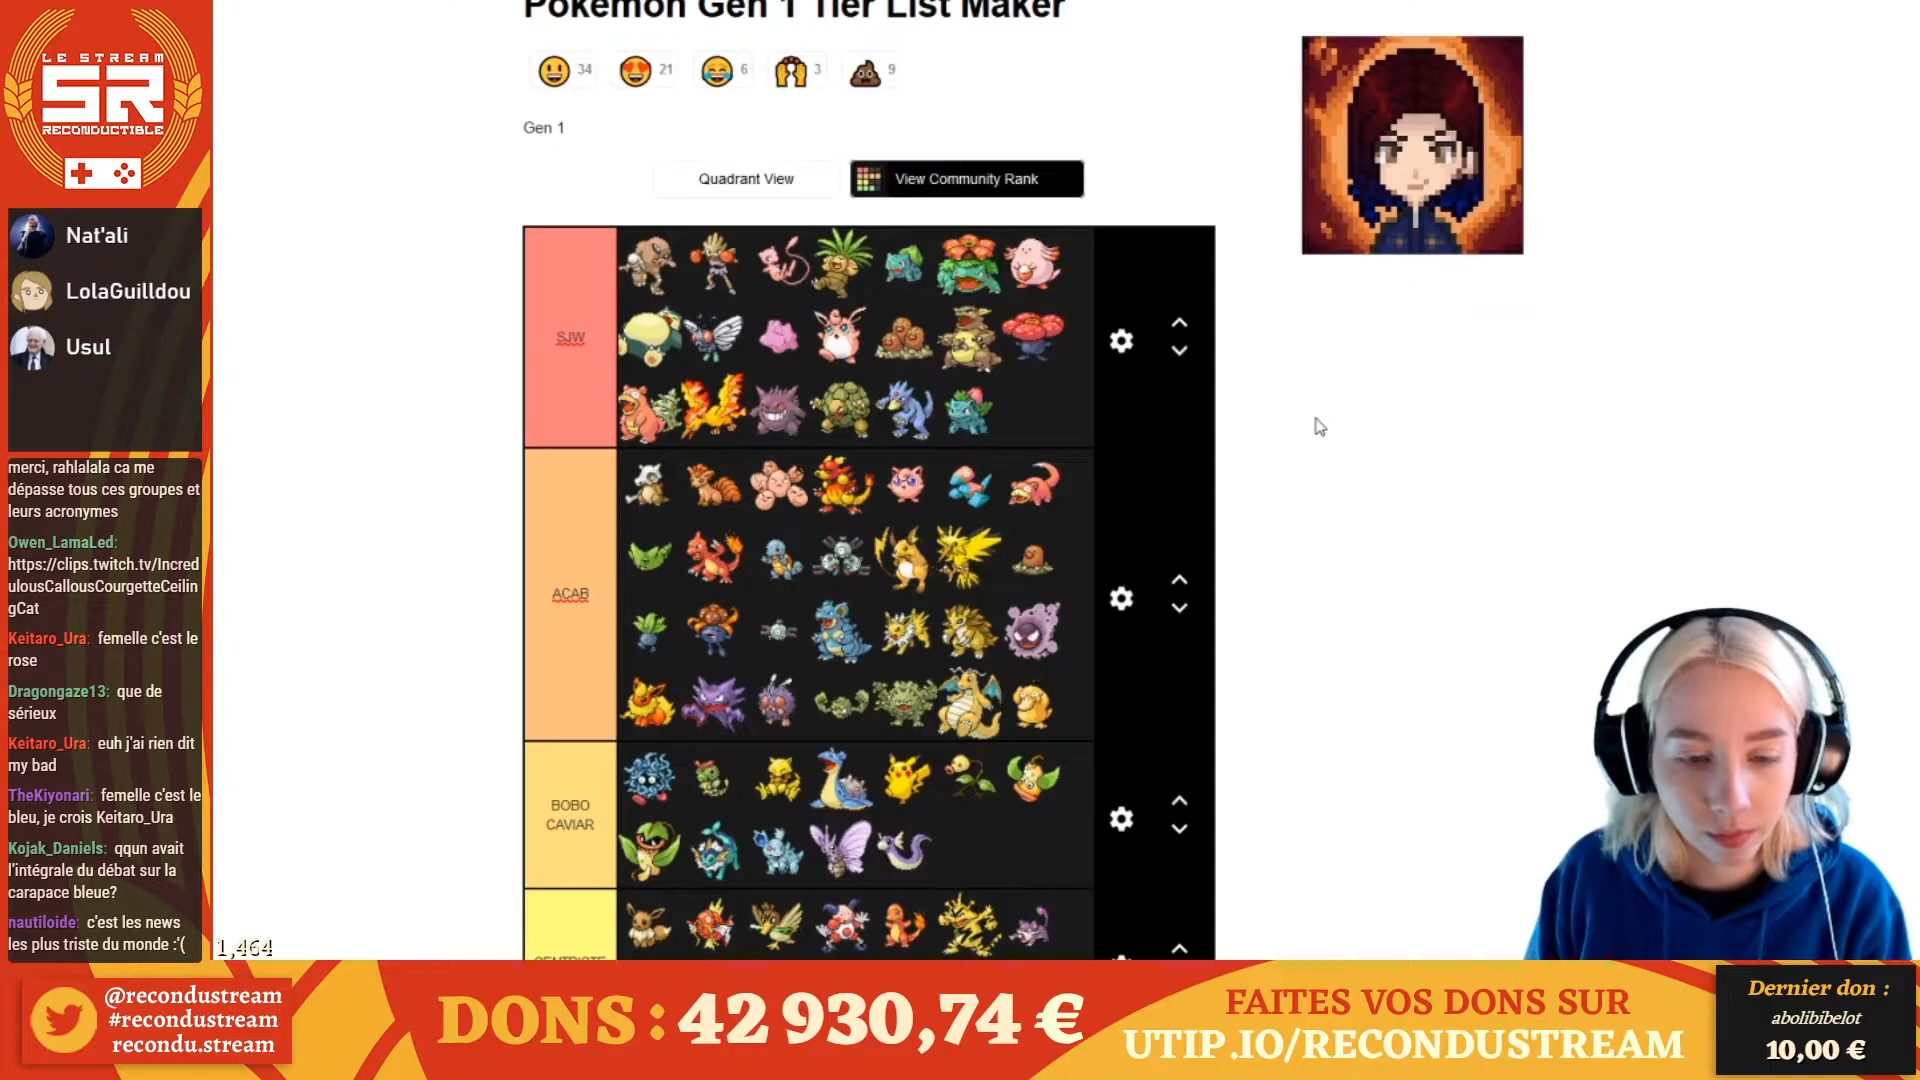 Pokemon Gen 1 Tier List Maker
34
21
6
3
9
Gen 1
Quadrant View
View Community Rank
SJW
ACAB
BOBO
CAVIAR
CENTRISTE
LE STREAM
SR
RECONDUCTIBLE
Nat'ali
LolaGuilldou
Usul
merci, rahlalala ca me
dépasse tous ces groupes et
leurs acronymes
Owen_LamaLed:
https://clips.twitch.tv/Incred
ulousCallousCourgetteCeilin
gCat
Keitaro_Ura: femelle c'est le
rose
Dragongaze13: que de
sérieux
Keitaro_Ura: euh j'ai rien dit
my bad
TheKiyonari: femelle c'est le
bleu, je crois Keitaro_Ura
Kojak_Daniels: qqun avait
l'intégrale du débat sur la
carapace bleue?
nautiloide: c'est les news
les plus triste du monde :'(
1,464
@recondustream
#recondustream
recondu.stream
DONS : 42 930,74 €
FAITES VOS DONS SUR
UTIP.IO/RECONDUSTREAM
Dernier don :
abolibibelot
10,00 €